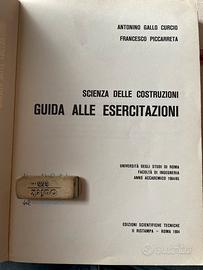 ANTONINO GALLO CURCIO
FRANCESCO PICCARRETA
SCIENZA DELLE COSTRUZIONI
GUIDA ALLE ESERCITAZIONI
UNIVERSITÀ DEGLI STUDI DI ROMA
FACOLTÀ DI INGEGNERIA
ANNO ACCADEMICO 1984/85
EDIZIONI SCIENTIFICHE TECNICHE
II RISTAMPA - ROMA 1984